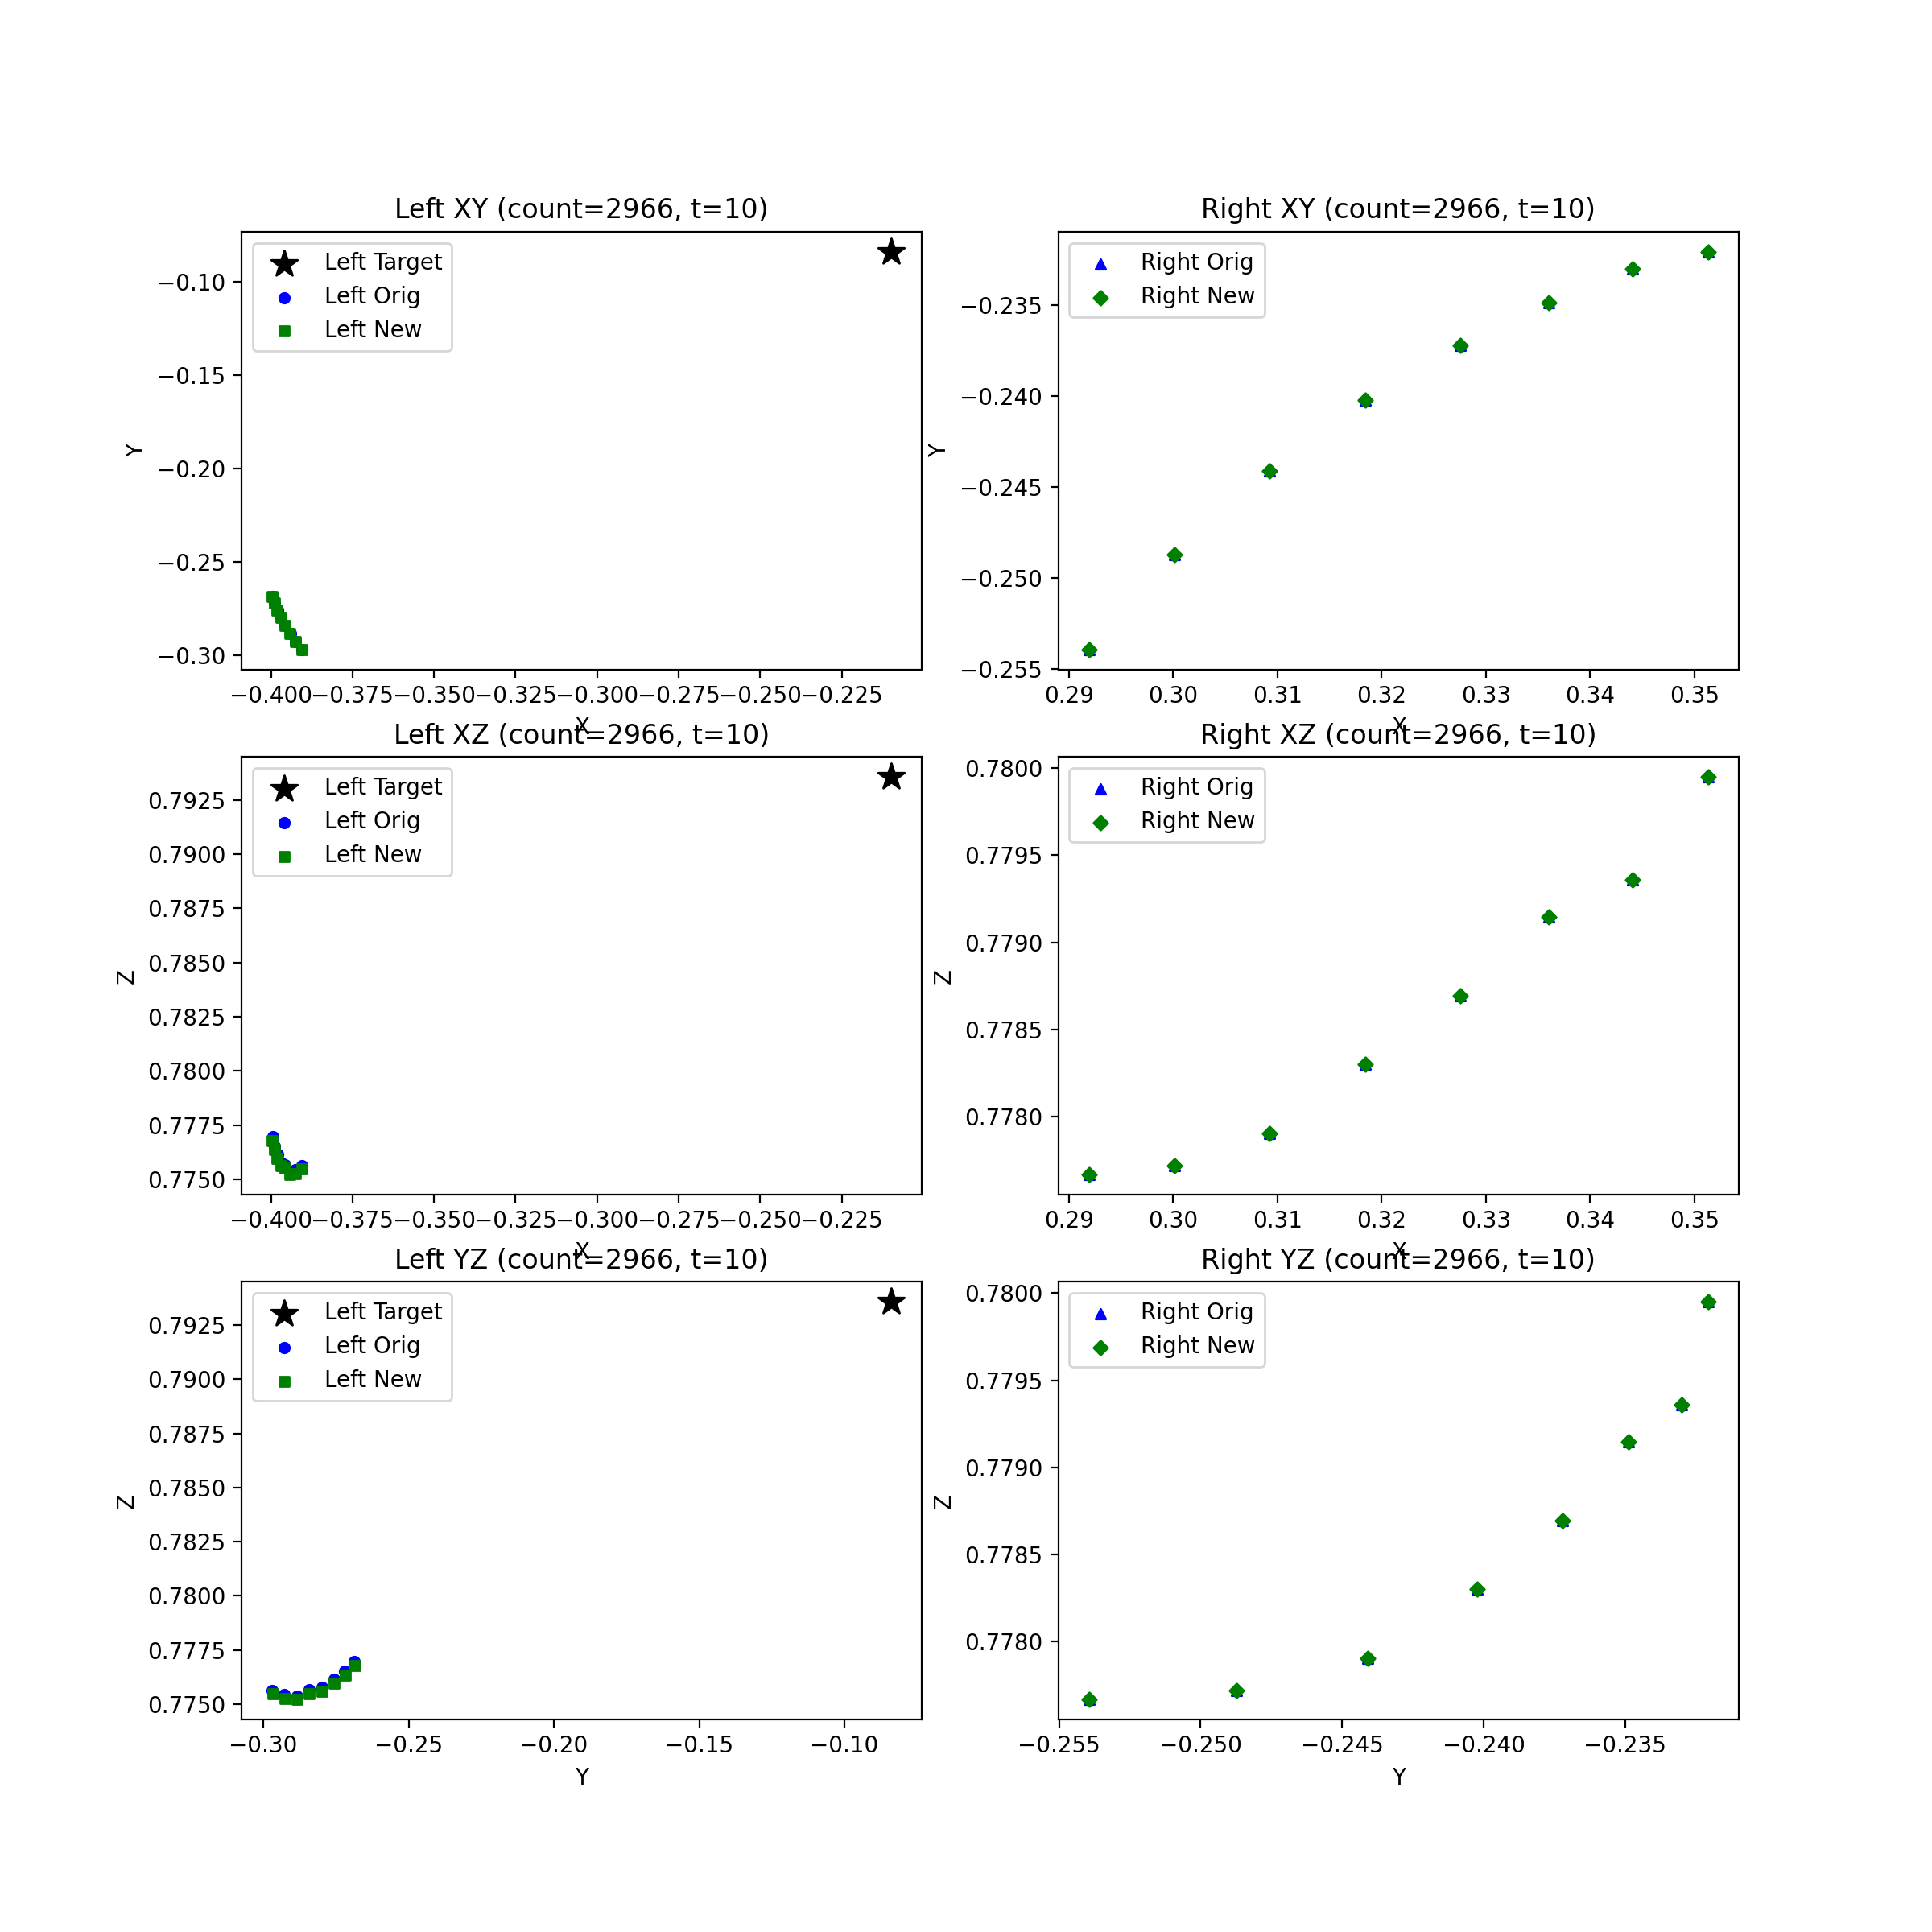 Left XY (count=2966, t=10)
Left Target
Left Orig
Left New
−0.10
−0.15
−0.20
−0.25
−0.30
Y
−0.400 −0.375 −0.350 −0.325 −0.300 −0.275 −0.250 −0.225
X
Right XY (count=2966, t=10)
Right Orig
Right New
−0.235
−0.240
−0.245
−0.250
−0.255
Y
0.29 0.30 0.31 0.32 0.33 0.34 0.35
X
Left XZ (count=2966, t=10)
Left Target
Left Orig
Left New
0.7925
0.7900
0.7875
0.7850
0.7825
0.7800
0.7775
0.7750
Z
−0.400 −0.375 −0.350 −0.325 −0.300 −0.275 −0.250 −0.225
X
Right XZ (count=2966, t=10)
Right Orig
Right New
0.7800
0.7795
0.7790
0.7785
0.7780
Z
0.29 0.30 0.31 0.32 0.33 0.34 0.35
X
Left YZ (count=2966, t=10)
Left Target
Left Orig
Left New
0.7925
0.7900
0.7875
0.7850
0.7825
0.7800
0.7775
0.7750
Z
−0.30 −0.25 −0.20 −0.15 −0.10
Y
Right YZ (count=2966, t=10)
Right Orig
Right New
0.7800
0.7795
0.7790
0.7785
0.7780
Z
−0.255 −0.250 −0.245 −0.240 −0.235
Y